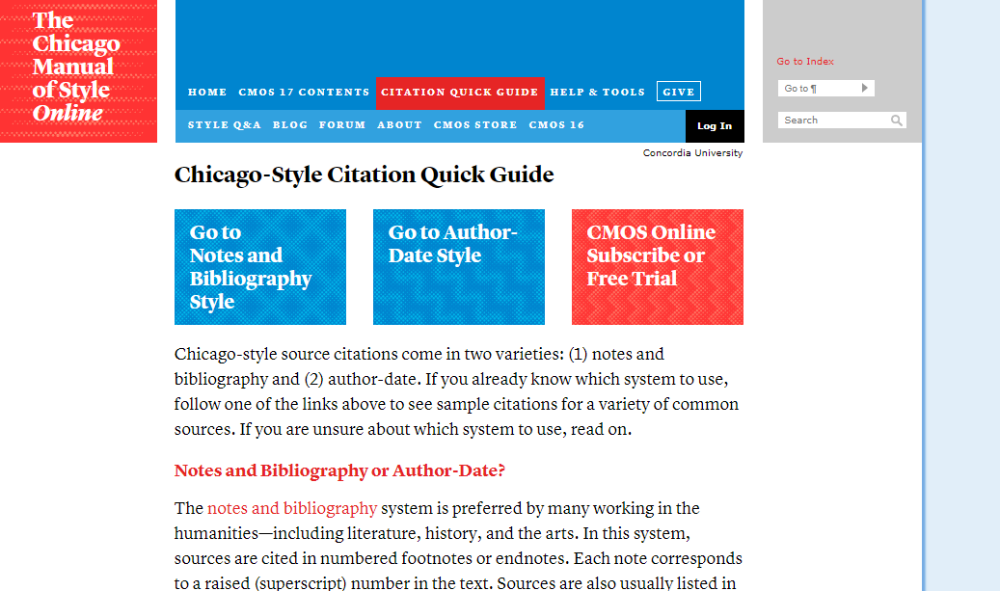 The
Chicago
Manual
of Style
Online
HOME CMOS 17 CONTENTS CITATION QUICK GUIDE HELP & TOOLS GIVE
STYLE Q&A BLOG FORUM ABOUT CMOS STORE CMOS 16
Log In
Go to Index
Go to ¶
Search
Concordia University
Chicago-Style Citation Quick Guide
Go to
Notes and
Bibliography
Style
Go to Author-
Date Style
CMOS Online
Subscribe or
Free Trial
Chicago-style source citations come in two varieties: (1) notes and
bibliography and (2) author-date. If you already know which system to use,
follow one of the links above to see sample citations for a variety of common
sources. If you are unsure about which system to use, read on.
Notes and Bibliography or Author-Date?
The notes and bibliography system is preferred by many working in the
humanities—including literature, history, and the arts. In this system,
sources are cited in numbered footnotes or endnotes. Each note corresponds
to a raised (superscript) number in the text. Sources are also usually listed in